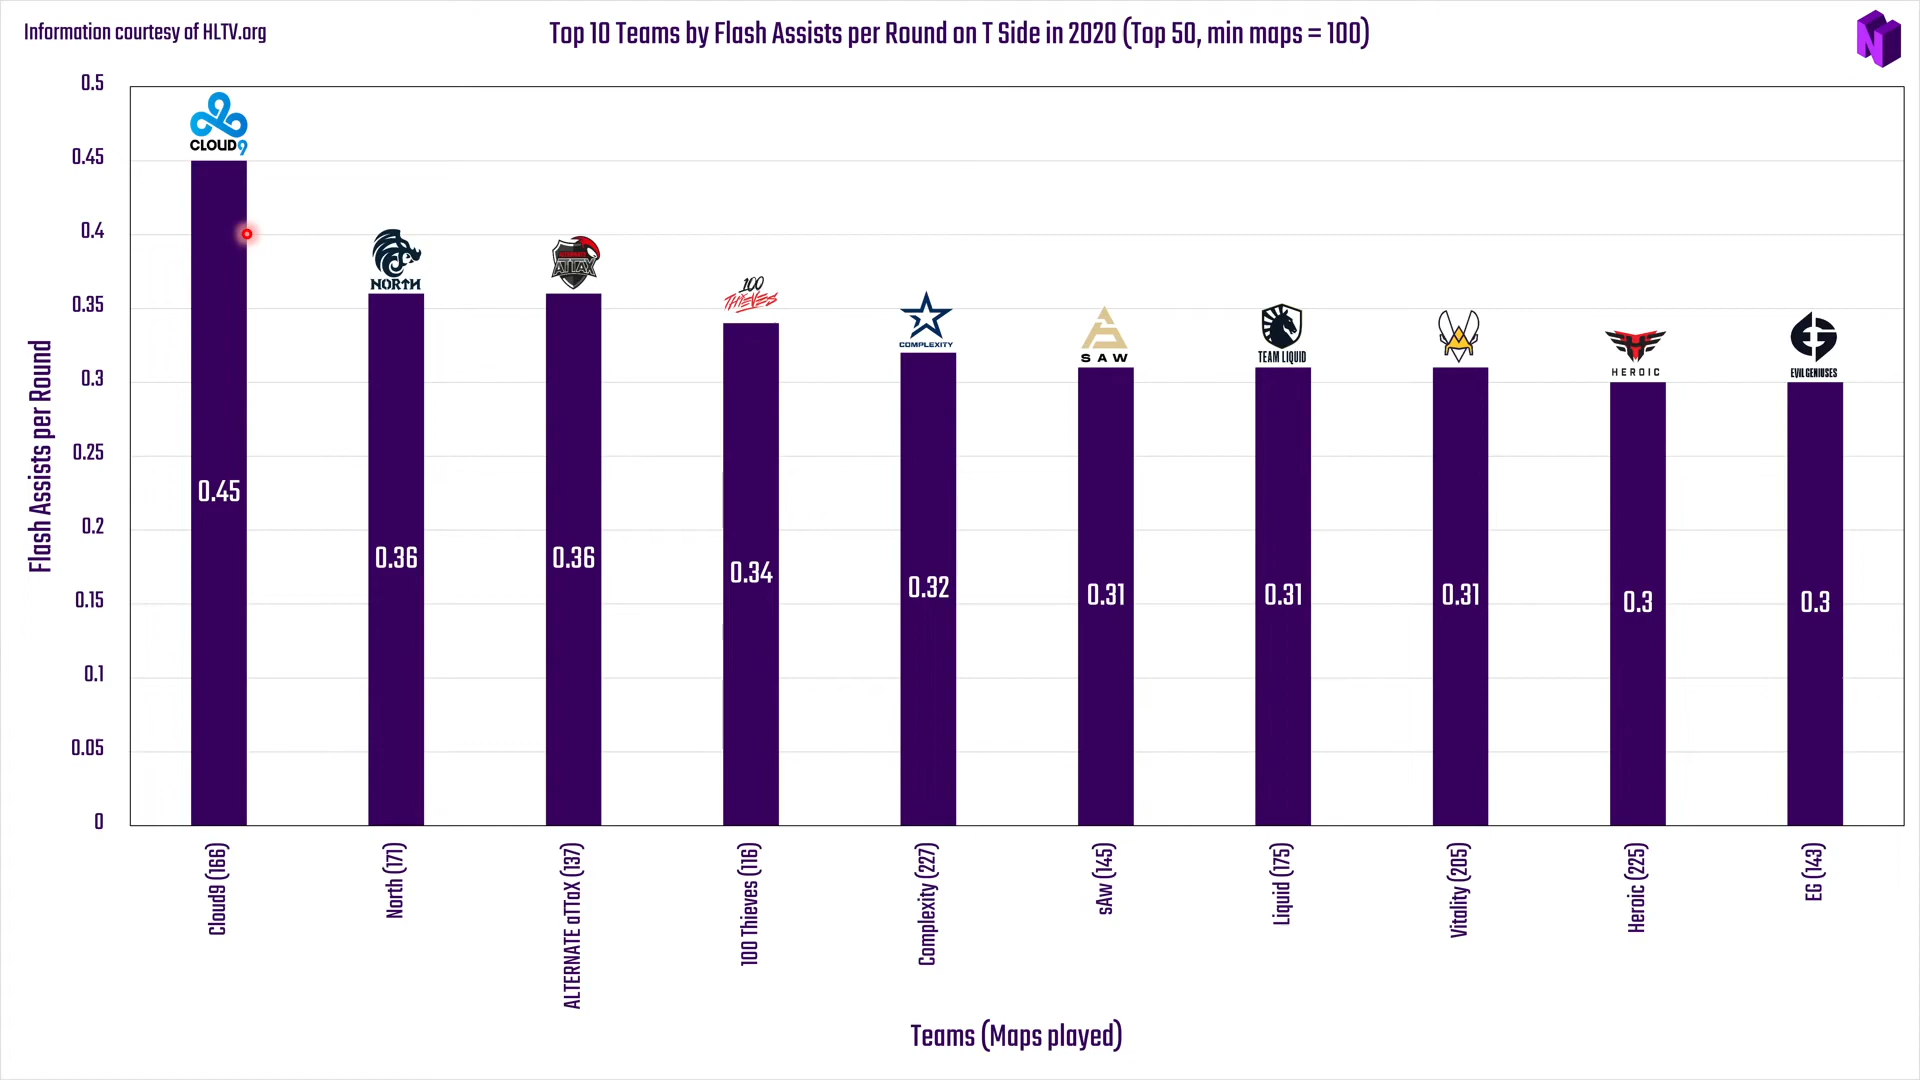 Information courtesy of HLTV.org
Top 10 Teams by Flash Assists per Round on T Side in 2020 (Top 50, min maps = 100)
N
Flash Assists per Round
0.5
0.45
0.4
0.35
0.3
0.25
0.2
0.15
0.1
0.05
0
CLOUD9
NORTH
ALTERNATE
ATTAX
100
THIEVES
COMPLEXITY
SAW
TEAM LIQUID
HEROIC
EVIL GENIUSES
0.45
0.36
0.36
0.34
0.32
0.31
0.31
0.31
0.3
0.3
Cloud9 (166)
North (171)
ALTERNATE aTTaX (137)
100 Thieves (116)
Complexity (227)
sAw (145)
Liquid (175)
Vitality (205)
Heroic (225)
EG (143)
Teams (Maps played)